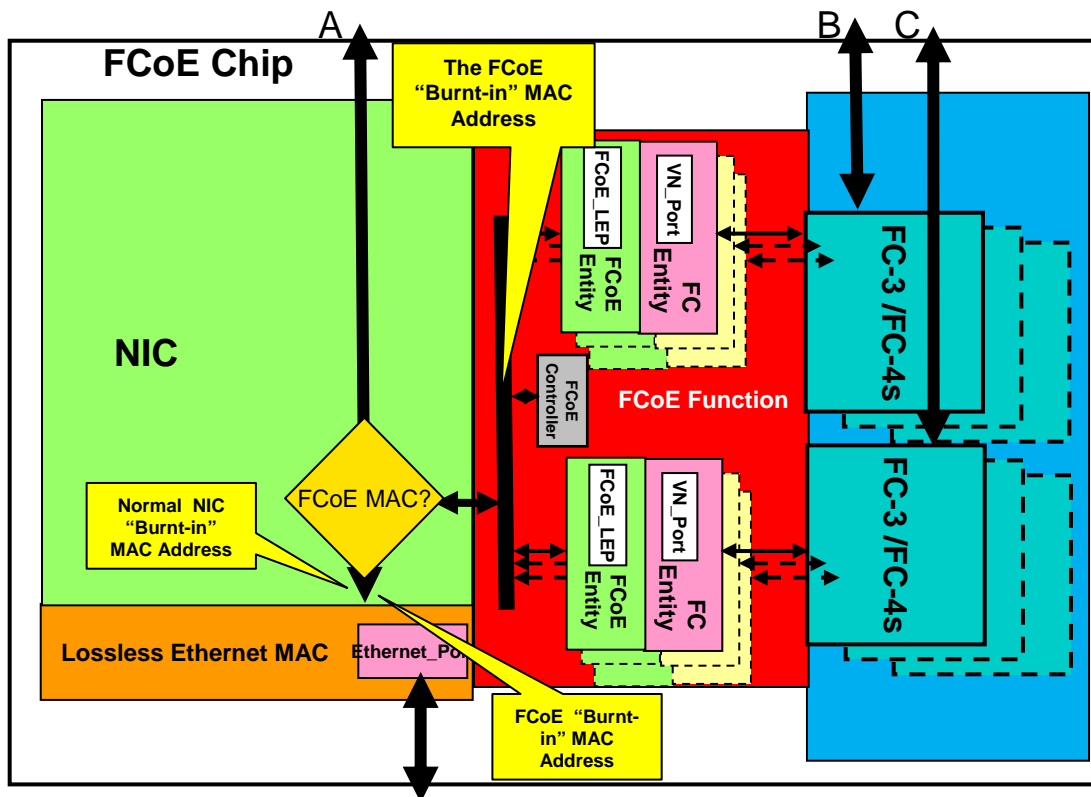 A
B
C
FCoE Chip
The FCoE
“Burnt-in” MAC
Address
NIC
FCoE MAC?
Normal NIC
“Burnt-in”
MAC Address
Lossless Ethernet MAC
Ethernet_Po
FCoE “Burnt-
in” MAC
Address
FCoE_LEP
FCoE
Entity
VN_Port
FC
Entity
FCoE
Controller
FCoE Function
FCoE_LEP
FCoE
Entity
VN_Port
FC
Entity
FC-3 /FC-4s
FC-3 /FC-4s